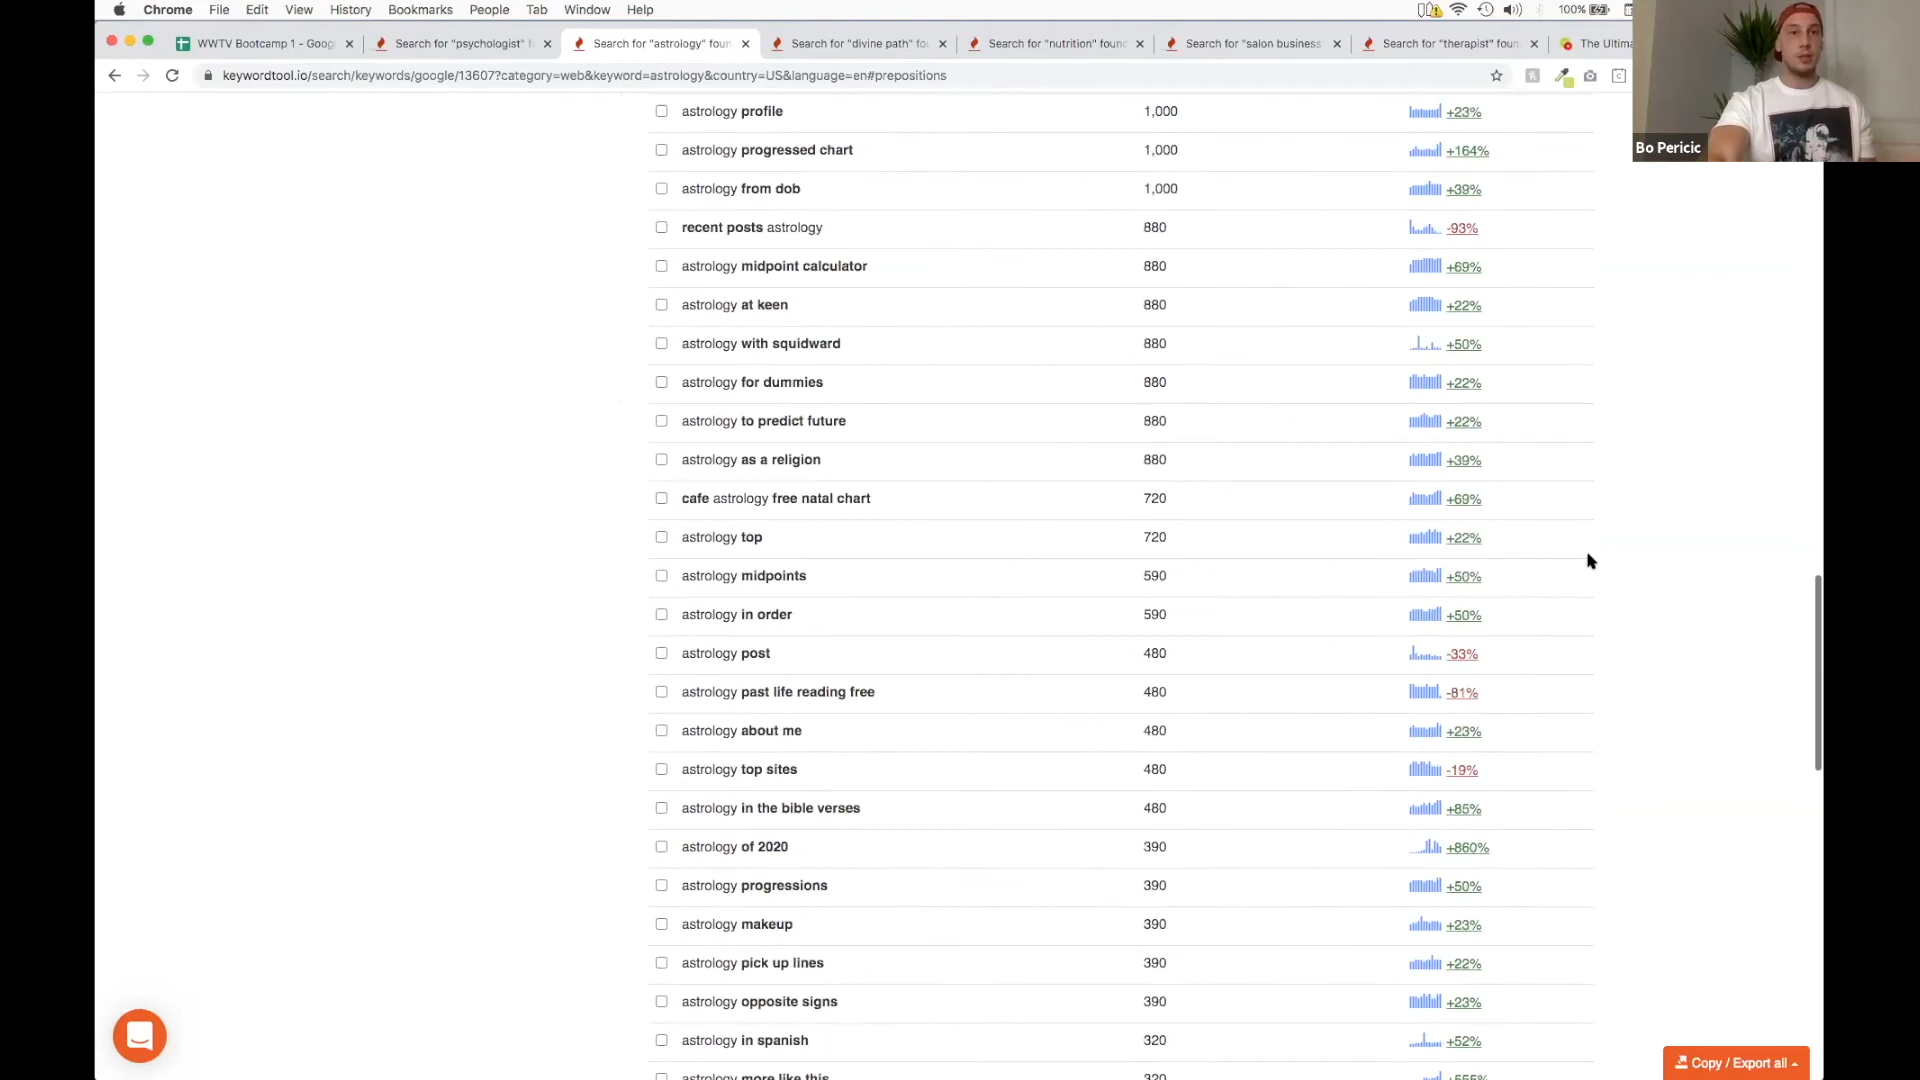 Chrome File Edit View History Bookmarks People Tab Window Help
100%
WWTV Bootcamp 1 - Goog
Search for "psychologist" f
Search for "astrology" foun
Search for "divine path" fou
Search for "nutrition" found
Search for "salon business"
Search for "therapist" foun
The Ultima
keywordtool.io/search/keywords/google/13607?category=web&keyword=astrology&country=US&language=en#prepositions
Bo Pericic
astrology profile 1,000 +23%
astrology progressed chart 1,000 +164%
astrology from dob 1,000 +39%
recent posts astrology 880 -93%
astrology midpoint calculator 880 +69%
astrology at keen 880 +22%
astrology with squidward 880 +50%
astrology for dummies 880 +22%
astrology to predict future 880 +22%
astrology as a religion 880 +39%
cafe astrology free natal chart 720 +69%
astrology top 720 +22%
astrology midpoints 590 +50%
astrology in order 590 +50%
astrology post 480 -33%
astrology past life reading free 480 -81%
astrology about me 480 +23%
astrology top sites 480 -19%
astrology in the bible verses 480 +85%
astrology of 2020 390 +860%
astrology progressions 390 +50%
astrology makeup 390 +23%
astrology pick up lines 390 +22%
astrology opposite signs 390 +23%
astrology in spanish 320 +52%
astrology more like this 320 +555%
Copy / Export all